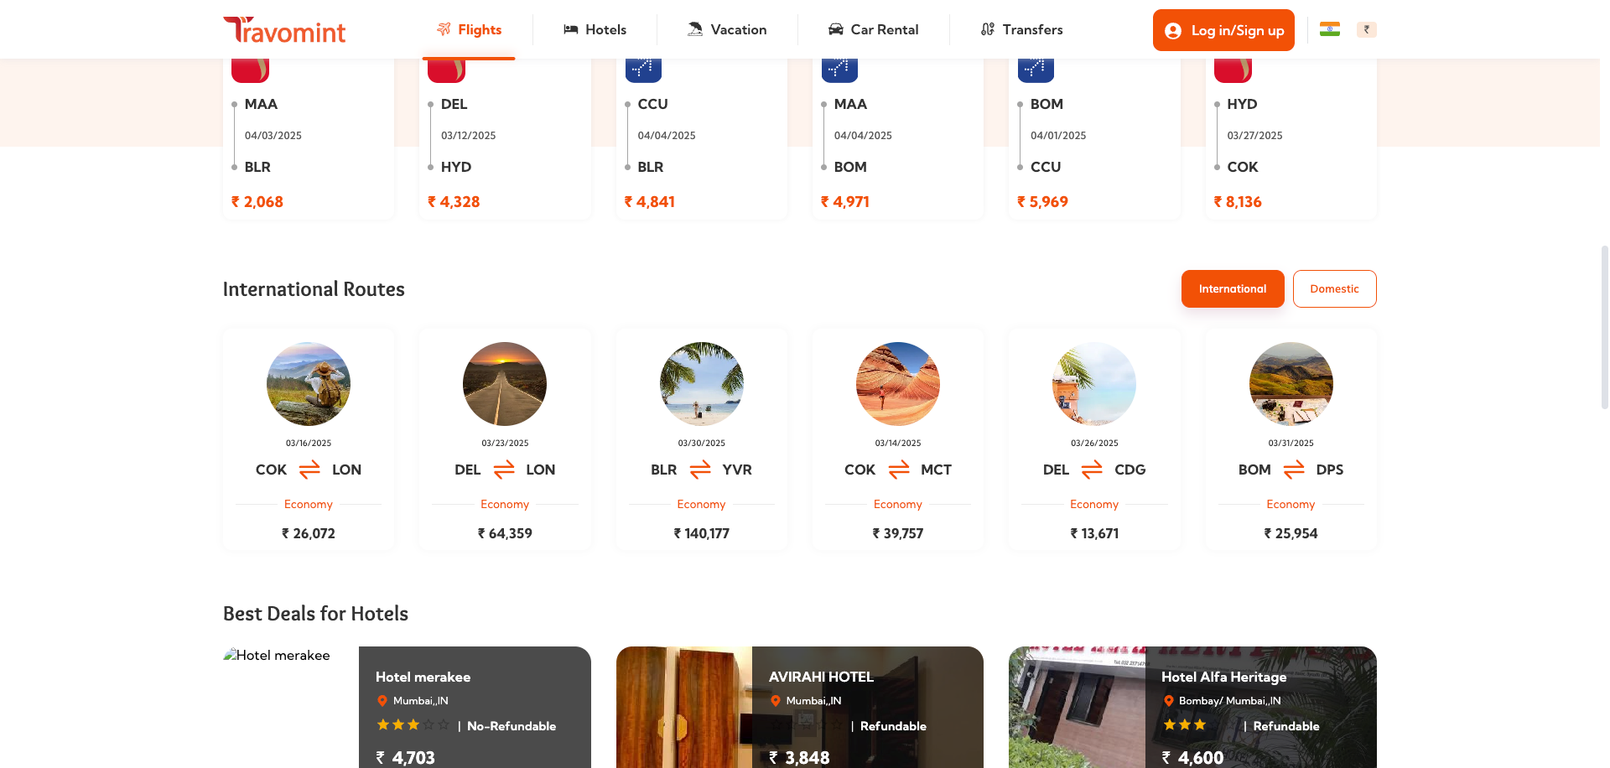 Travomint
Flights
Hotels
Vacation
Car Rental
Transfers
Log in/Sign up
₹
MAA
04/03/2025
BLR
₹ 2,068
DEL
03/12/2025
HYD
₹ 4,328
CCU
04/04/2025
BLR
₹ 4,841
MAA
04/04/2025
BOM
₹ 4,971
BOM
04/01/2025
CCU
₹ 5,969
HYD
03/27/2025
COK
₹ 8,136
International Routes
International
Domestic
03/16/2025
COK LON
Economy
₹ 26,072
03/23/2025
DEL LON
Economy
₹ 64,359
03/30/2025
BLR YVR
Economy
₹ 140,177
03/14/2025
COK MCT
Economy
₹ 39,757
03/26/2025
DEL CDG
Economy
₹ 13,671
03/31/2025
BOM DPS
Economy
₹ 25,954
Best Deals for Hotels
Hotel merakee
Hotel merakee
Mumbai,,IN
| No-Refundable
₹ 4,703
AVIRAHI HOTEL
Mumbai,,IN
| Refundable
₹ 3,848
Hotel Alfa Heritage
Bombay/ Mumbai,,IN
| Refundable
₹ 4,600